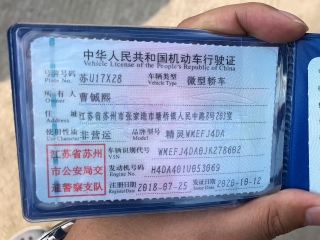 中华人民共和国机动车行驶证
Vehicle License of the People's Republic of China
号牌号码 苏U17X28 车辆类型 微型轿车
Plate No. Vehicle Type
所有人 曹铖熙
Owner
住址 江苏省苏州市张家港市塘桥镇人中路
Address
使用性质 非营运 品牌型号 精灵WMEFJ4DA
Use Character Model
江苏省苏州 车辆识别代号
市公安局交 VIN
通警察支队 发动机号码 H4DA401U053069
Engine No.
注册日期 2018-07-25 发证日期 2020-10-12
Register Date Issue Date